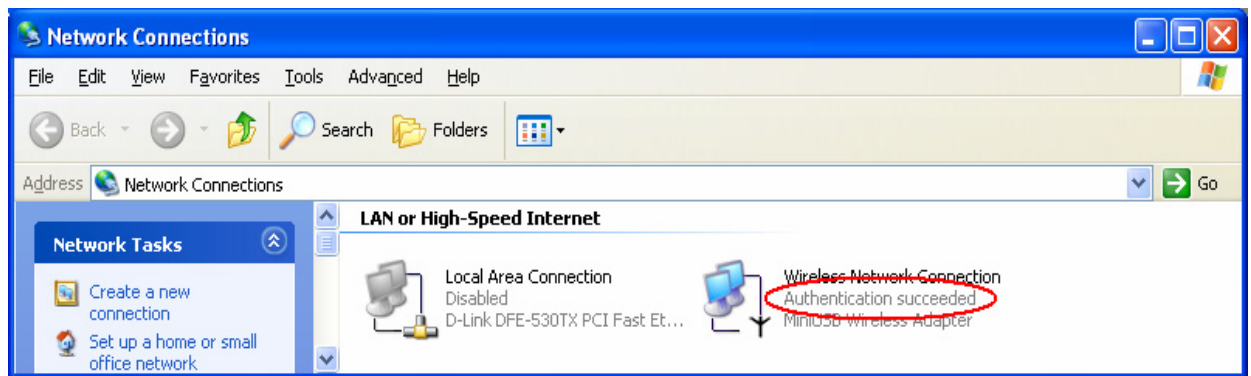 Network Connections
File Edit View Favorites Tools Advanced Help
Back Search Folders
Address Network Connections Go
Network Tasks
Create a new
connection
Set up a home or small
office network
LAN or High-Speed Internet
Local Area Connection
Disabled
D-Link DFE-530TX PCI Fast Et...
Wireless Network Connection
Authentication succeeded
MiniUSB Wireless Adapter